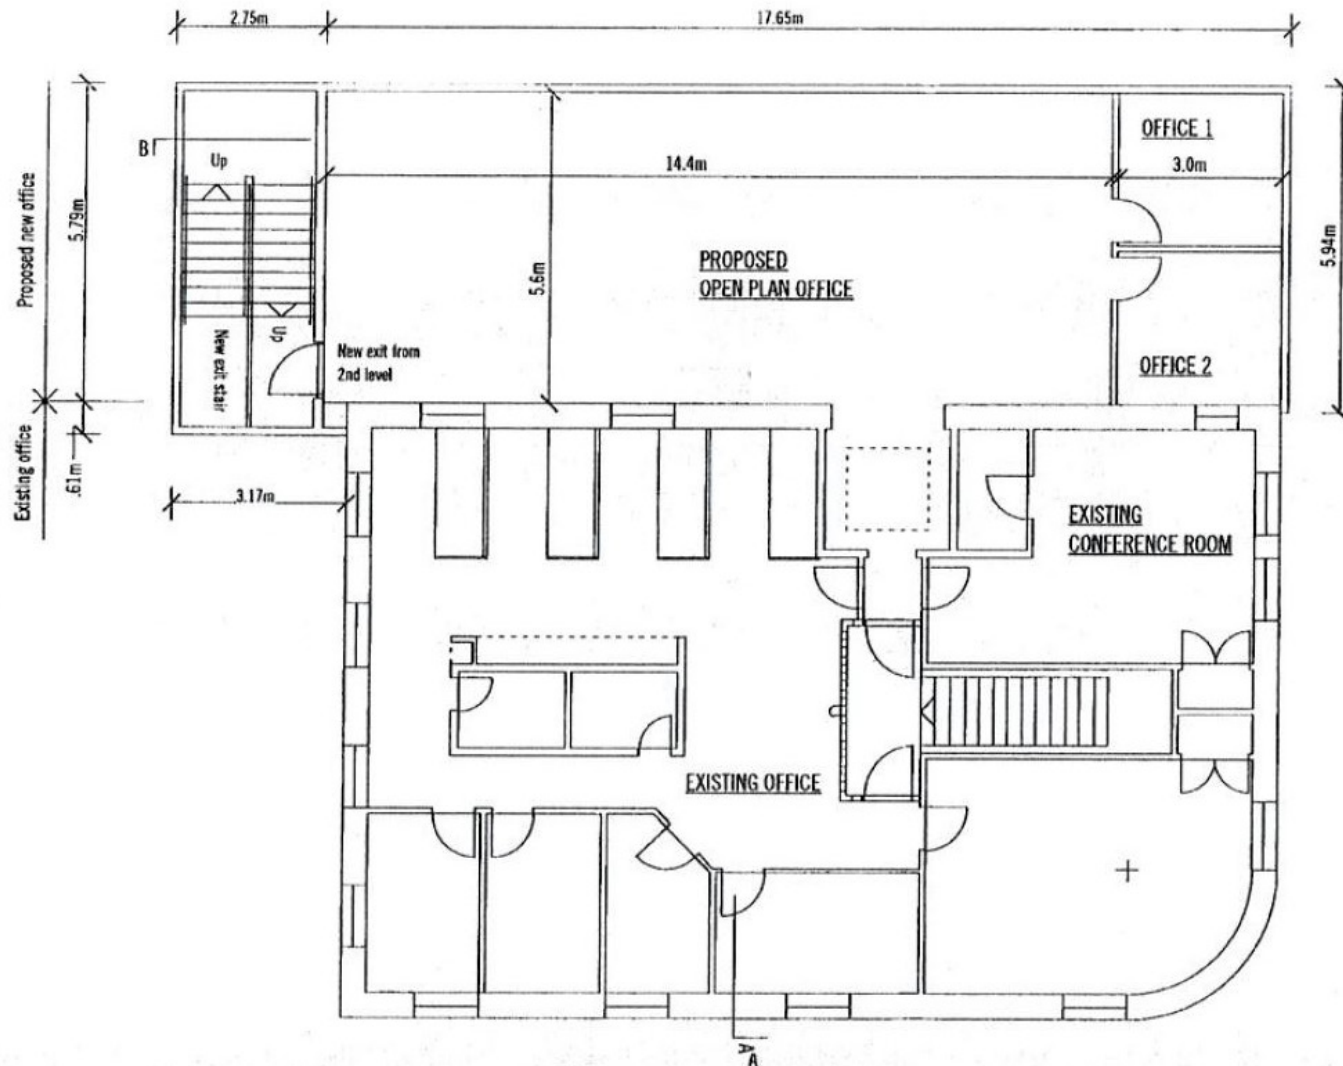 2.75m
17.65m
B
Up
OFFICE 1
14.4m
3.0m
Proposed new office
5.79m
5.6m
PROPOSED
OPEN PLAN OFFICE
5.94m
New exit stair
Up
New exit from
2nd level
OFFICE 2
Existing office
.61m
3.17m
EXISTING
CONFERENCE ROOM
EXISTING OFFICE
A
A